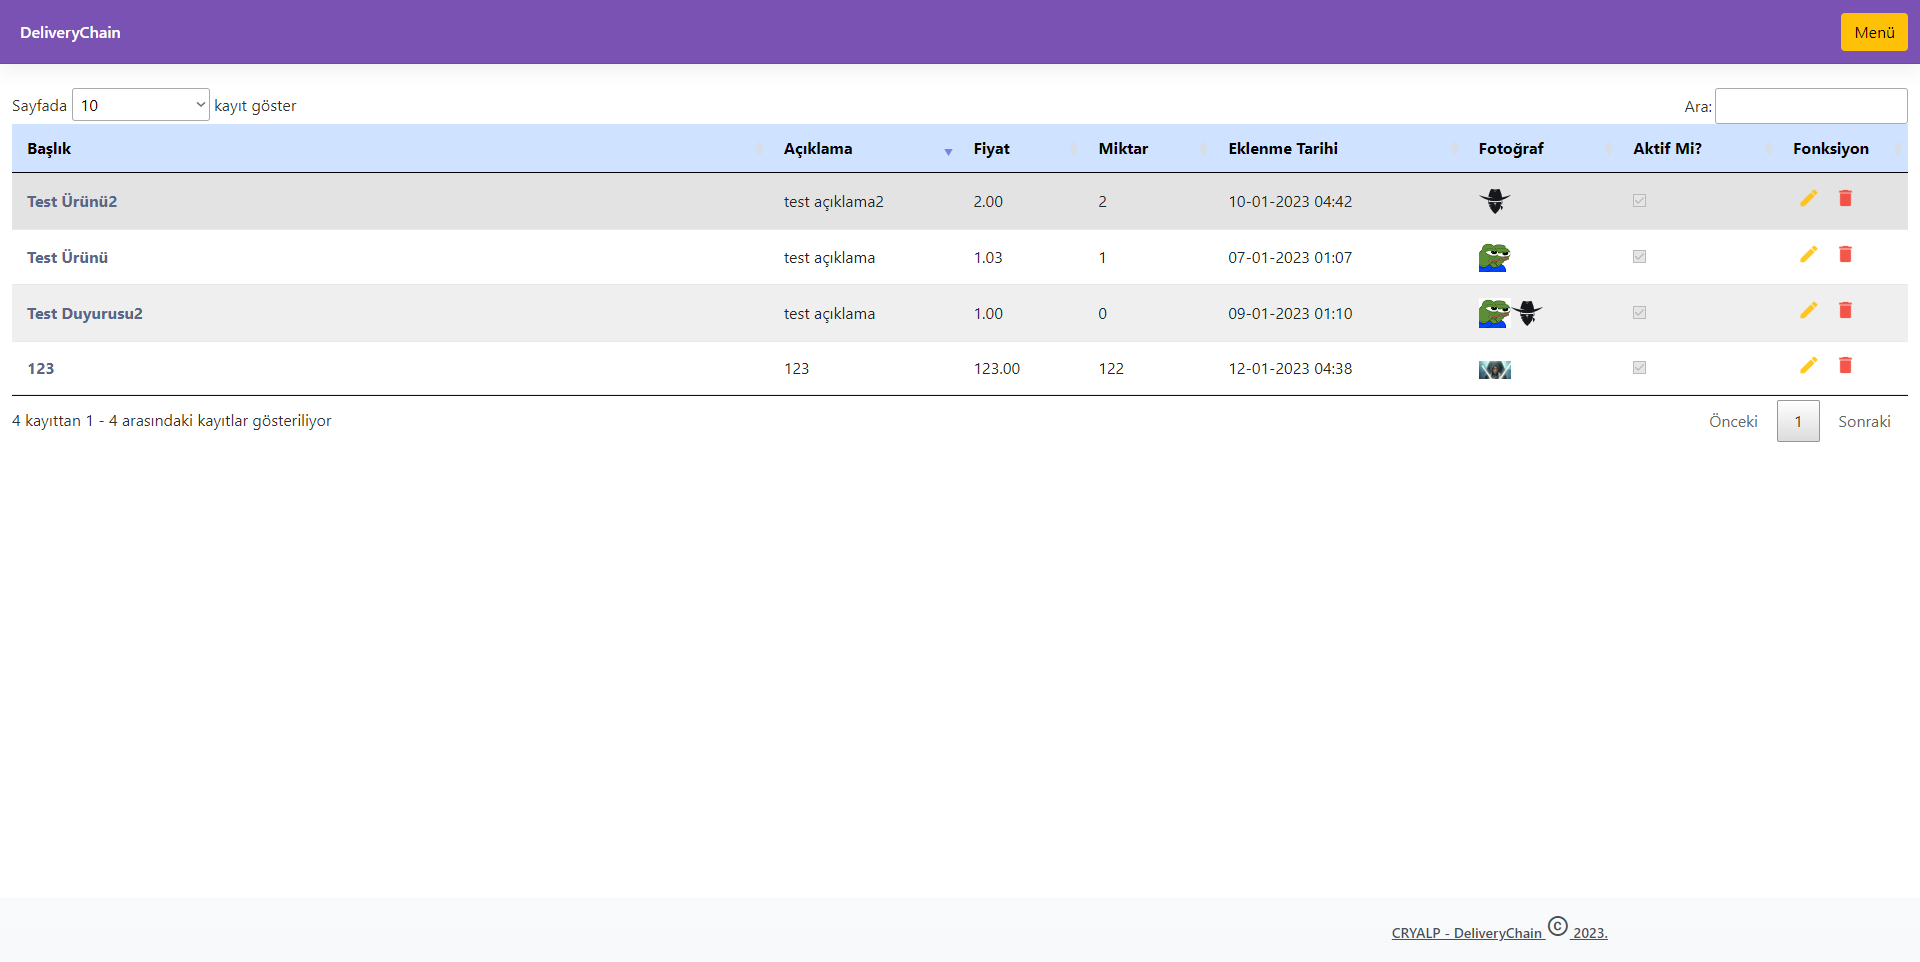 DeliveryChain
Menü
Sayfada 10 kayıt göster
Ara:
Başlık Açıklama Fiyat Miktar Eklenme Tarihi Fotoğraf Aktif Mi? Fonksiyon
Test Ürünü2 test açıklama2 2.00 2 10-01-2023 04:42
Test Ürünü test açıklama 1.03 1 07-01-2023 01:07
Test Duyurusu2 test açıklama 1.00 0 09-01-2023 01:10
123 123 123.00 122 12-01-2023 04:38
4 kayıttan 1 - 4 arasındaki kayıtlar gösteriliyor
Önceki 1 Sonraki
CRYALP - DeliveryChain © 2023.